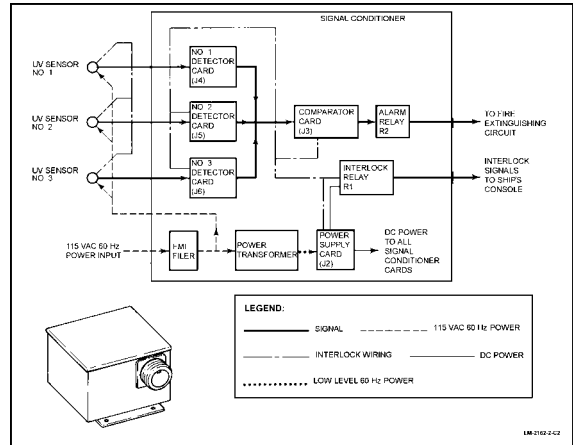 SIGNAL CONDITIONER
UV SENSOR
NO. 1
NO. 1
DETECTOR
CARD
(J4)
UV SENSOR
NO. 2
NO. 2
DETECTOR
CARD
(J5)
COMPARATOR
CARD
(J3)
ALARM
RELAY
R2
TO FIRE
EXTINGUISHING
CIRCUIT
UV SENSOR
NO. 3
NO. 3
DETECTOR
CARD
(J6)
INTERLOCK
RELAY
R1
INTERLOCK
SIGNALS
TO SHIP'S
CONSOLE
115 VAC 60 Hz
POWER INPUT
EMI
FILER
POWER
TRANSFORMER
POWER
SUPPLY
CARD
(J2)
DC POWER
TO ALL
SIGNAL
CONDITIONER
CARDS
LEGEND:
SIGNAL
115 VAC 60 Hz POWER
INTERLOCK WIRING
DC POWER
LOW LEVEL 60 Hz POWER
LM-2162-2-C2